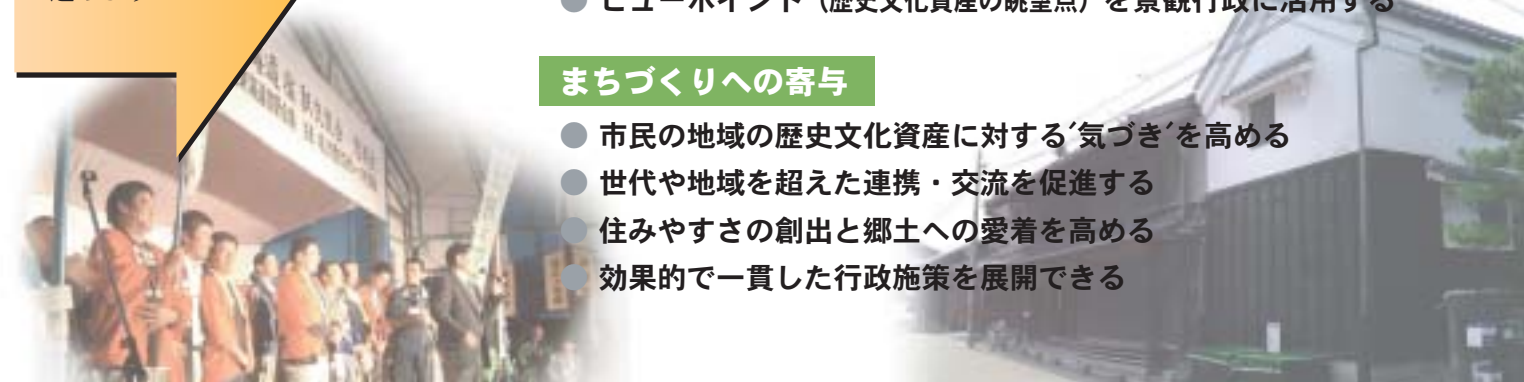 ● ビューポイント（歴史文化資産の眺望点）を景観行政に活用する
まちづくりへの寄与
● 市民の地域の歴史文化資産に対する´気づき´を高める
● 世代や地域を超えた連携・交流を促進する
● 住みやすさの創出と郷土への愛着を高める
● 効果的で一貫した行政施策を展開できる